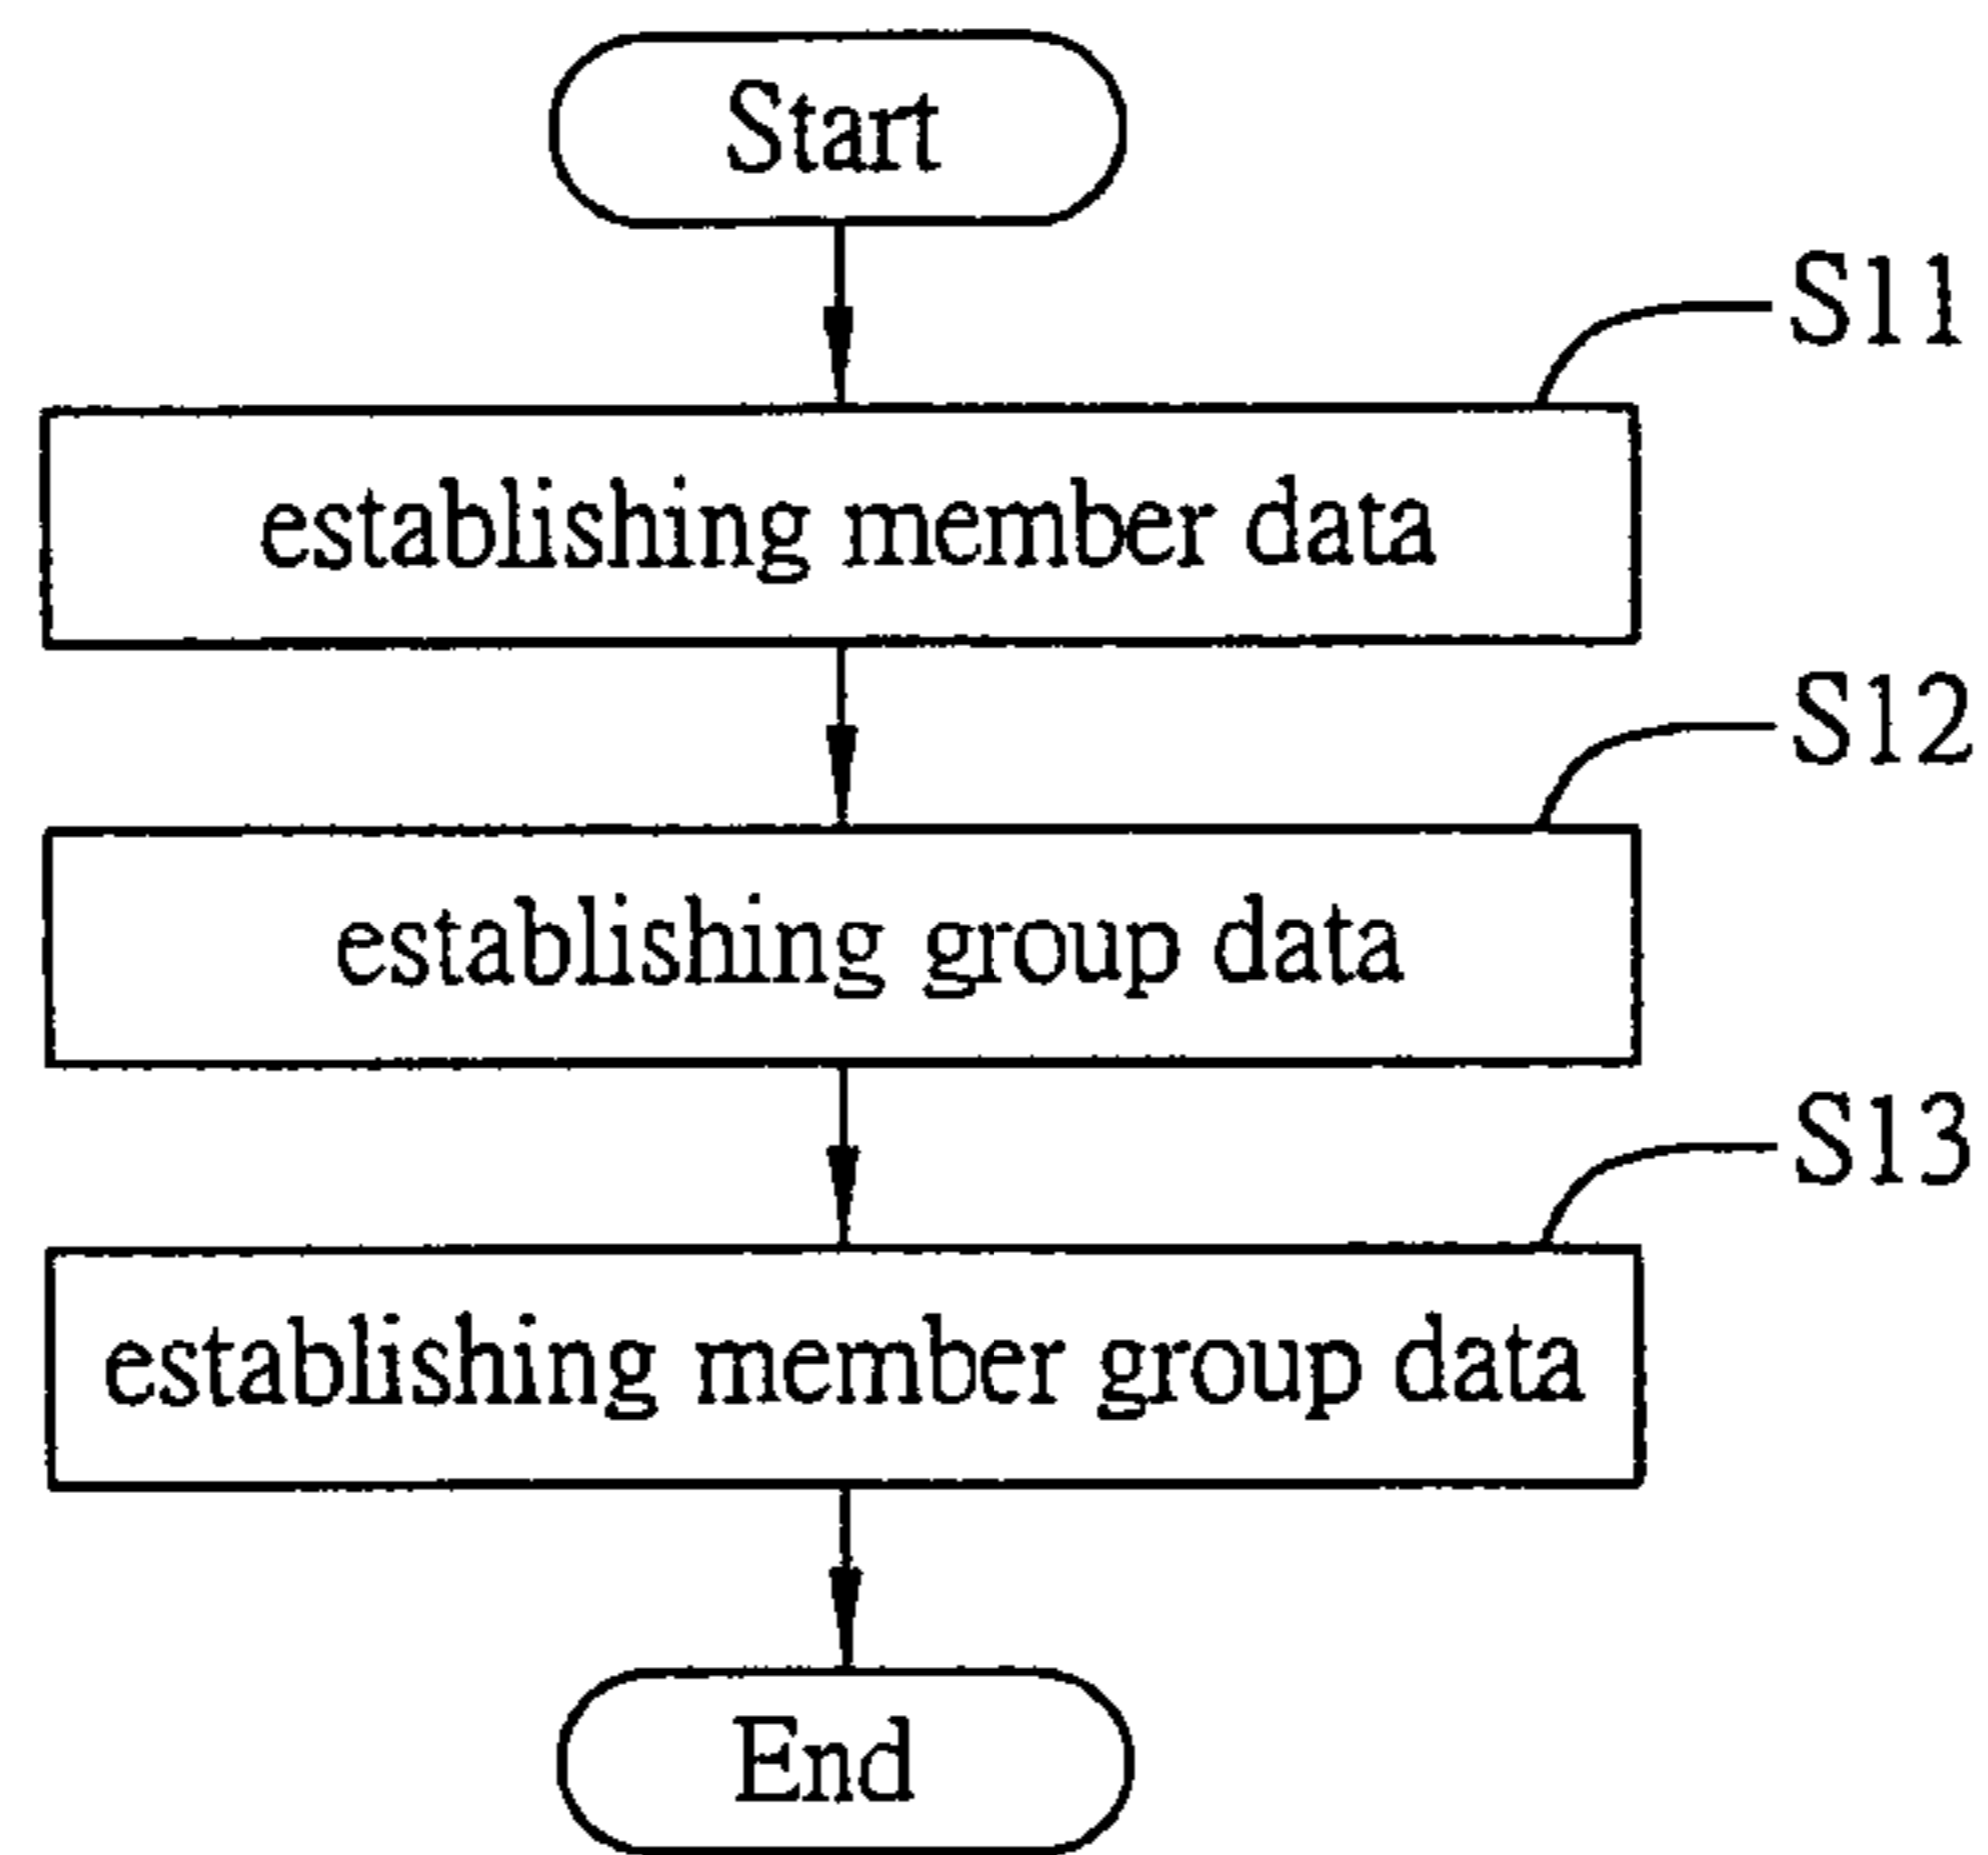 Start
S11
establishing member data
S12
establishing group data
S13
establishing member group data
End